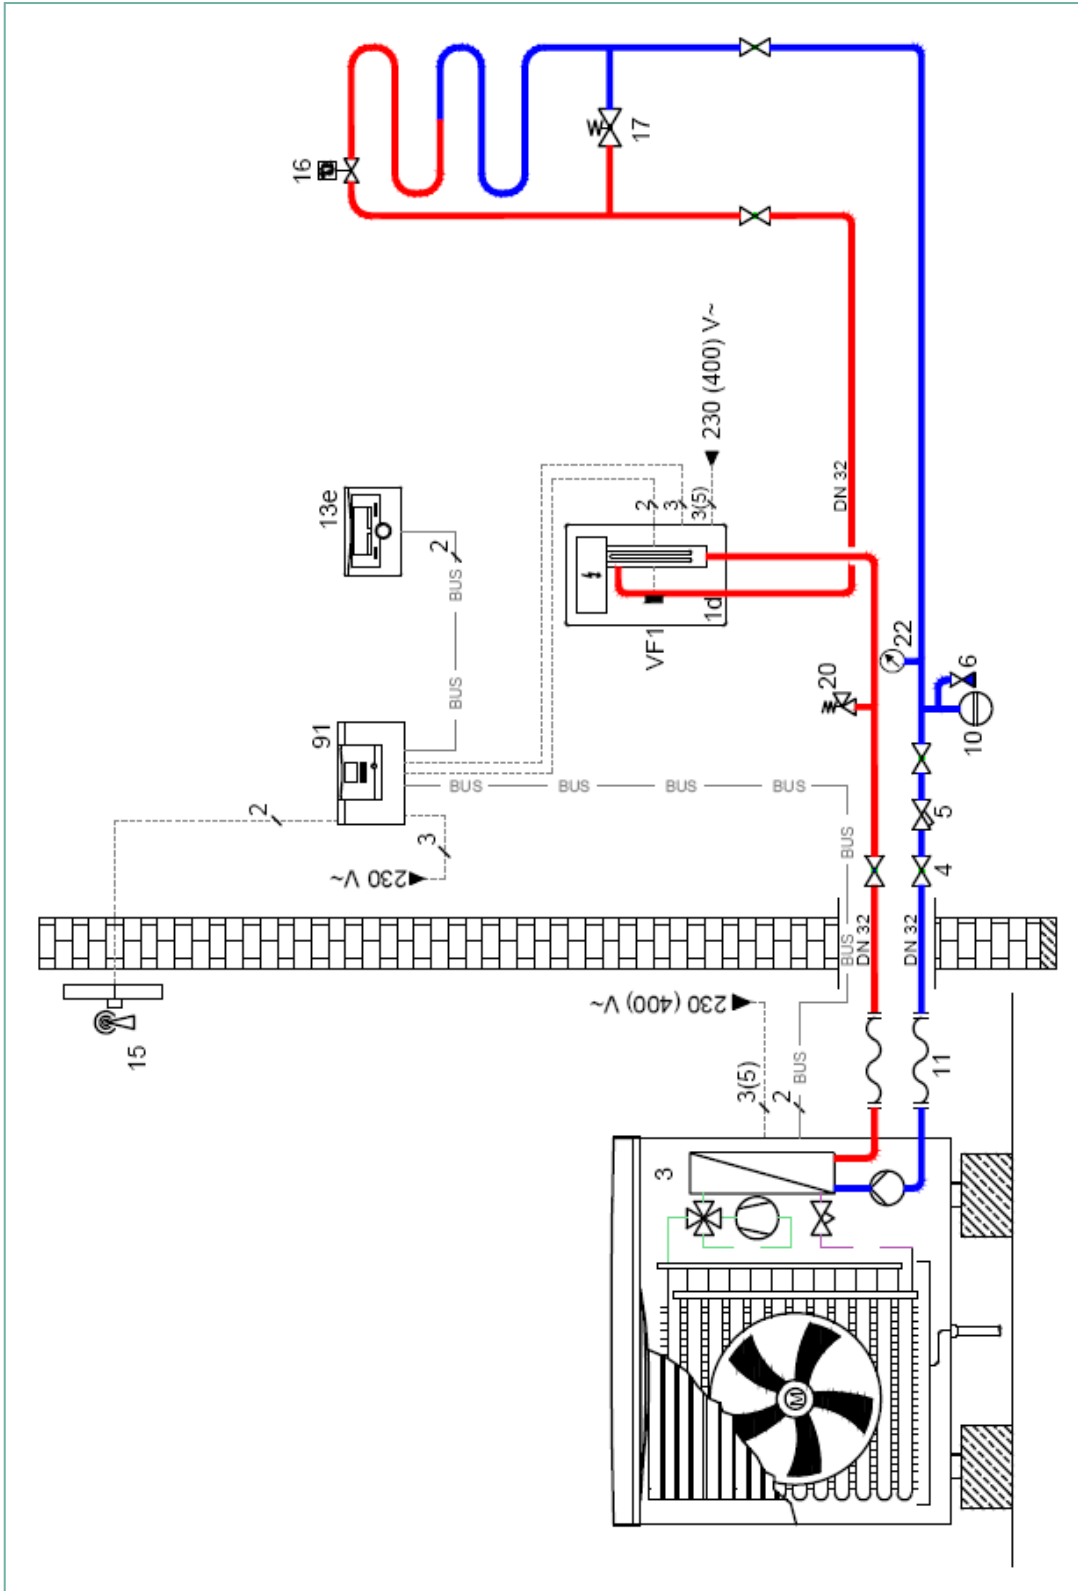 16
17
13e
230 (400) V~
2
3
3(5)
DN 32
2
BUS
BUS
VF1
1d
22
20
6
10
91
2
3
230 V~
BUS
BUS
BUS
BUS
BUS
5
4
BUS
DN 32
DN 32
15
230 (400) V~
3(5)
2
BUS
11
3
M